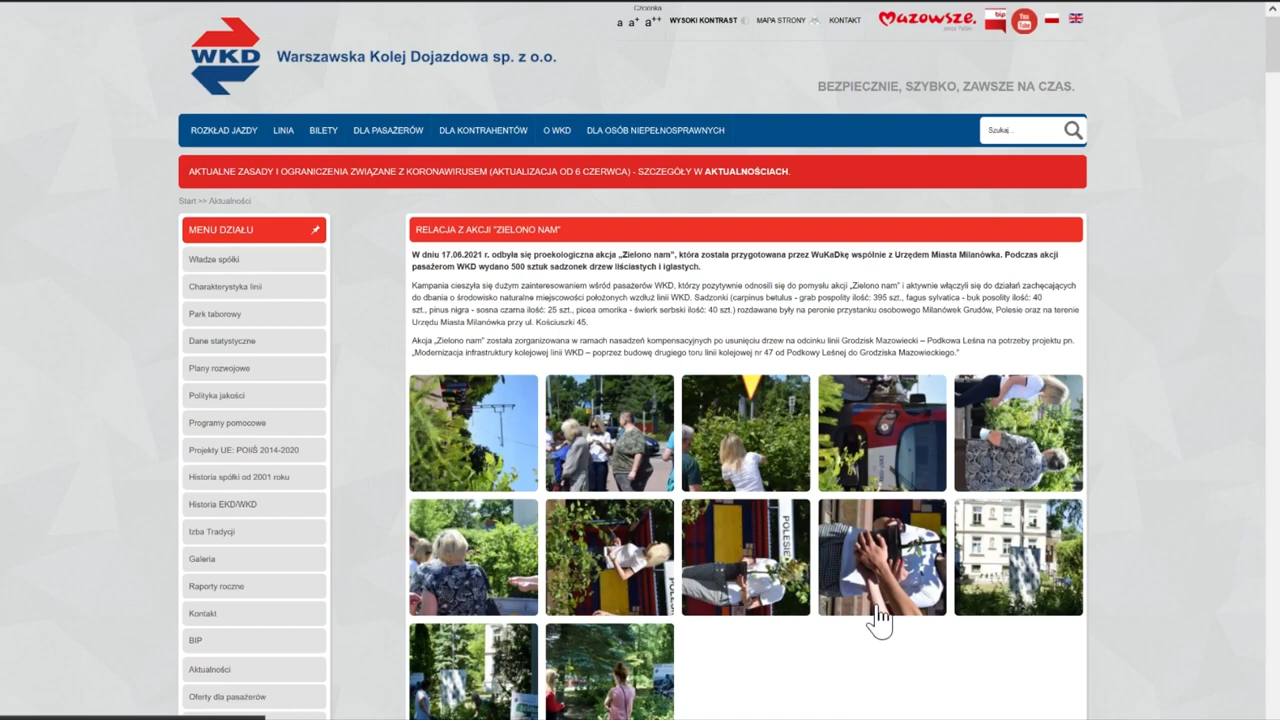 Czcionka
a a+ a++ WYSOKI KONTRAST MAPA STRONY KONTAKT Mazowsze. bip You Tube
WKD Warszawska Kolej Dojazdowa sp. z o.o.
BEZPIECZNIE, SZYBKO, ZAWSZE NA CZAS.
ROZKŁAD JAZDY LINIA BILETY DLA PASAŻERÓW DLA KONTRAHENTÓW O WKD DLA OSÓB NIEPEŁNOSPRAWNYCH Szukaj...
AKTUALNE ZASADY I OGRANICZENIA ZWIĄZANE Z KORONAWIRUSEM (AKTUALIZACJA OD 6 CZERWCA) - SZCZEGÓŁY W AKTUALNOŚCIACH.
Start >> Aktualności
MENU DZIAŁU
Władze spółki
Charakterystyka linii
Park taborowy
Dane statystyczne
Plany rozwojowe
Polityka jakości
Programy pomocowe
Projekty UE: POIiŚ 2014-2020
Historia spółki od 2001 roku
Historia EKD/WKD
Izba Tradycji
Galeria
Raporty roczne
Kontakt
BIP
Aktualności
Oferty dla pasażerów
RELACJA Z AKCJI "ZIELONO NAM"
W dniu 17.06.2021 r. odbyła się proekologiczna akcja „Zielono nam”, która została przygotowana przez WuKaDkę wspólnie z Urzędem Miasta Milanówka. Podczas akcji
pasażerom WKD wydano 500 sztuk sadzonek drzew liściastych i iglastych.
Kampania cieszyła się dużym zainteresowaniem wśród pasażerów WKD, którzy pozytywnie odnosili się do pomysłu akcji „Zielono nam” i aktywnie włączyli się do działań zachęcających
do dbania o środowisko naturalne miejscowości położonych wzdłuż linii WKD. Sadzonki (carpinus betulus - grab pospolity ilość: 395 szt., fagus sylvatica - buk posolity ilość: 40
szt., pinus nigra - sosna czarna ilość: 25 szt., picea omorika - świerk serbski ilość: 40 szt.) rozdawane były na peronie przystanku osobowego Milanówek Grudów, Polesie oraz na terenie
Urzędu Miasta Milanówka przy ul. Kościuszki 45.
Akcja „Zielono nam” została zorganizowana w ramach nasadzeń kompensacyjnych po usunięciu drzew na odcinku linii Grodzisk Mazowiecki – Podkowa Leśna na potrzeby projektu pn.
„Modernizacja infrastruktury kolejowej linii WKD – poprzez budowę drugiego toru linii kolejowej nr 47 od Podkowy Leśnej do Grodziska Mazowieckiego.”
POLESIE